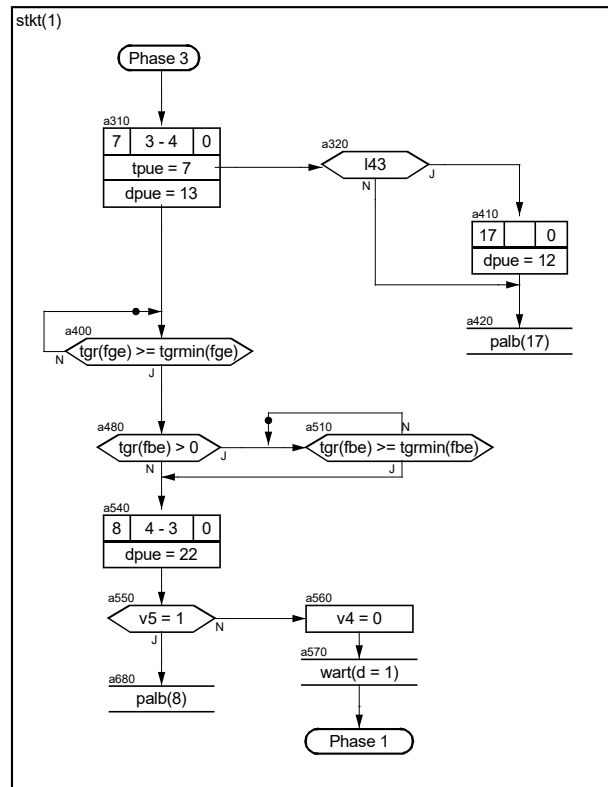 stkt(1)
Phase 3
a310
7 3 - 4 0
tpue = 7
dpue = 13
a320
l43
N J
a410
17 0
dpue = 12
a420
palb(17)
a400
tgr(fge) >= tgrmin(fge)
N
J
a480
tgr(fbe) > 0
N J
a510
N
tgr(fbe) >= tgrmin(fbe)
J
a540
8 4 - 3 0
dpue = 22
a550
v5 = 1
J N
a560
v4 = 0
a570
wart(d = 1)
a680
palb(8)
Phase 1